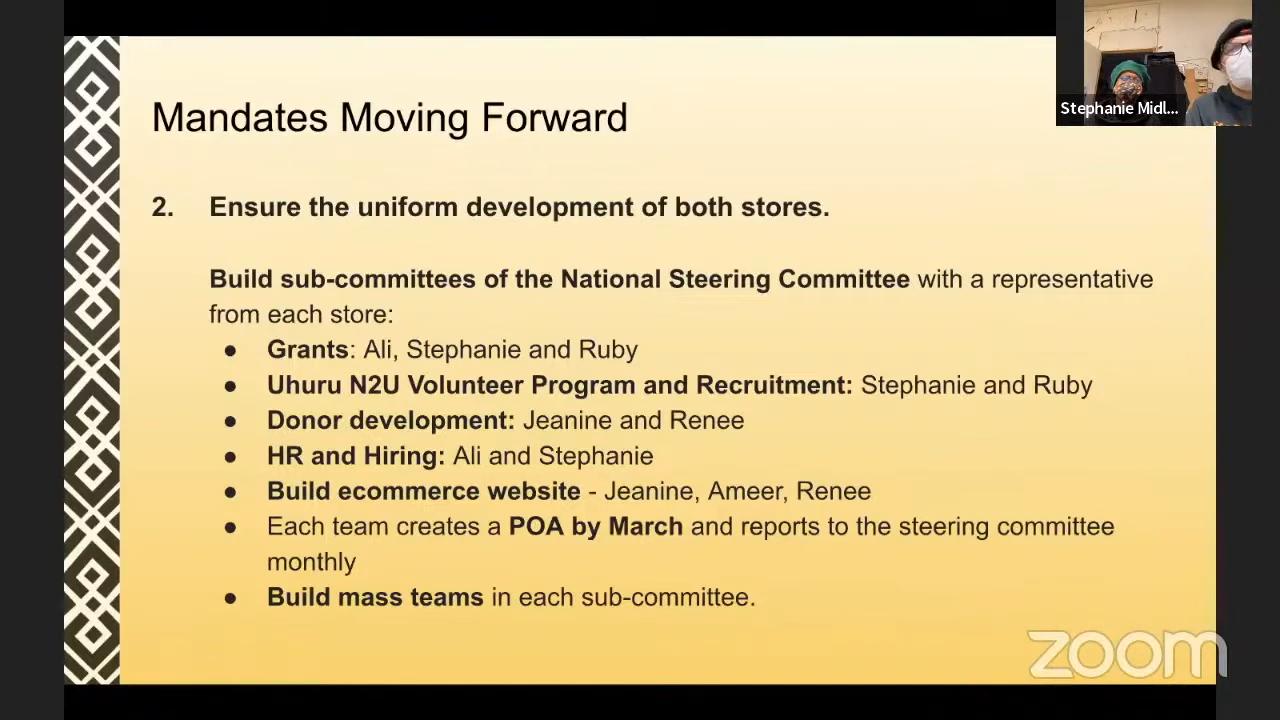 Stephanie Midl...
Mandates Moving Forward
2. Ensure the uniform development of both stores.
Build sub-committees of the National Steering Committee with a representative
from each store:
● Grants: Ali, Stephanie and Ruby
● Uhuru N2U Volunteer Program and Recruitment: Stephanie and Ruby
● Donor development: Jeanine and Renee
● HR and Hiring: Ali and Stephanie
● Build ecommerce website - Jeanine, Ameer, Renee
● Each team creates a POA by March and reports to the steering committee
monthly
● Build mass teams in each sub-committee.
zoom